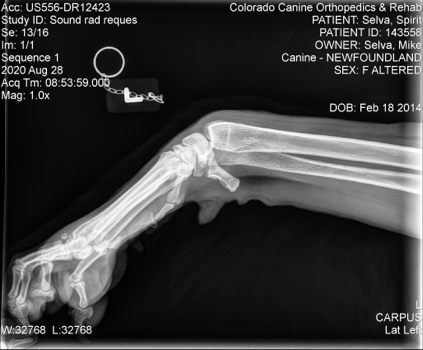 Acc: US556-DR12423
Study ID: Sound rad reques
Se: 13/16
Im: 1/1
Sequence 1
2020 Aug 28
Acq Tm: 08:53:59.000
Mag: 1.0x
Colorado Canine Orthopedics & Rehab
PATIENT: Selva, Spirit
PATIENT ID: 143558
OWNER: Selva, Mike
Canine - NEWFOUNDLAND
SEX: F ALTERED
DOB: Feb 18 2014
L
W:32768 L:32768
L
CARPUS
Lat Left